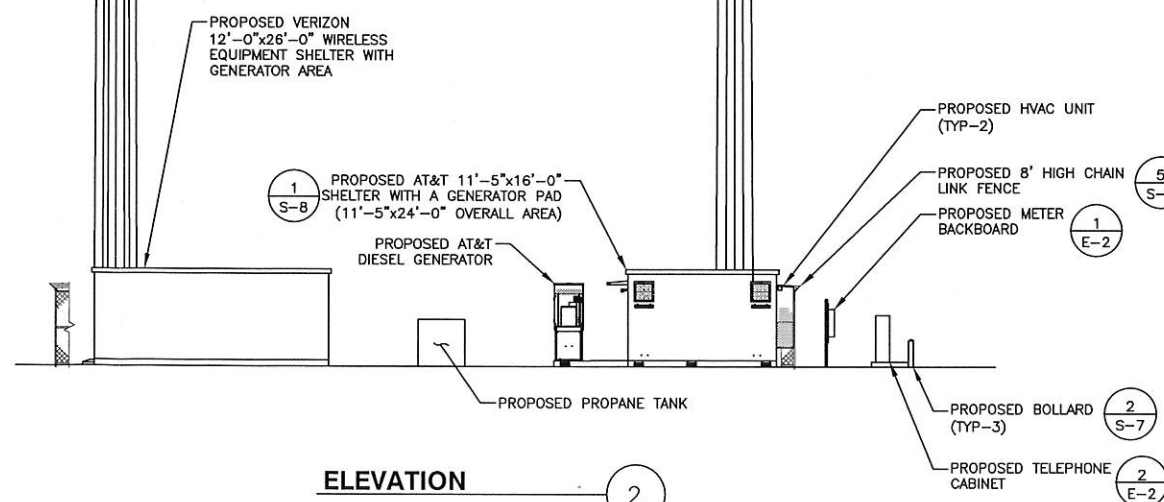 PROPOSED VERIZON
12'-0"x26'-0" WIRELESS
EQUIPMENT SHELTER WITH
GENERATOR AREA
PROPOSED HVAC UNIT
(TYP-2)
1
S-8
PROPOSED AT&T 11'-5"x16'-0"
SHELTER WITH A GENERATOR PAD
(11'-5"x24'-0" OVERALL AREA)
PROPOSED 8' HIGH CHAIN
LINK FENCE
5
S-
PROPOSED METER
BACKBOARD
1
E-2
PROPOSED AT&T
DIESEL GENERATOR
PROPOSED PROPANE TANK
PROPOSED BOLLARD
(TYP-3)
2
S-7
PROPOSED TELEPHONE
CABINET
2
E-2
ELEVATION
2